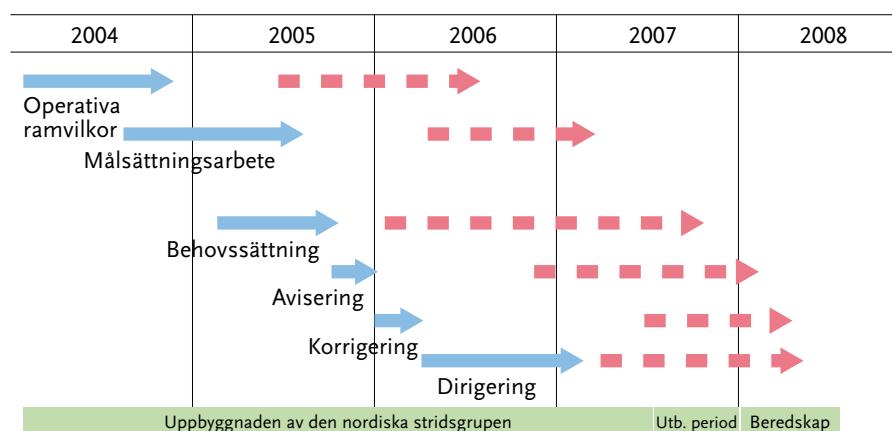 2004 2005 2006 2007 2008
Operativa
ramvilkor
Målsättningsarbete
Behovssättning
Avisering
Korrigering
Dirigering
Uppbyggnaden av den nordiska stridsgrupen Utb. period Beredskap